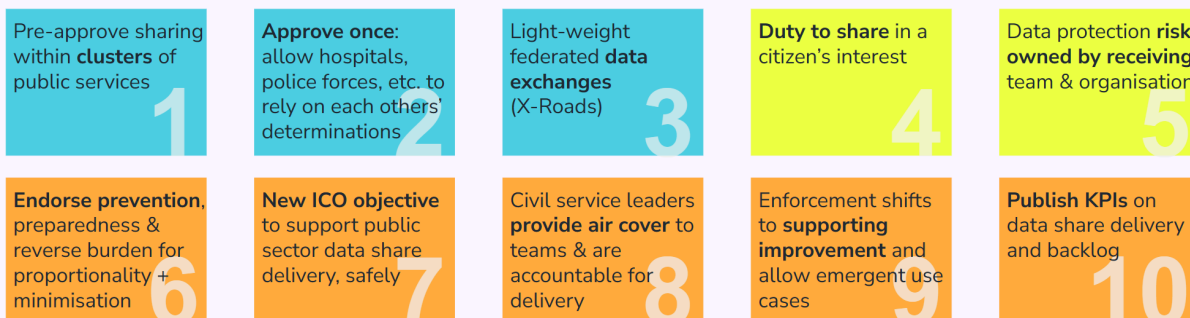 Pre-approve sharing
within clusters of
public services
1
Approve once:
allow hospitals,
police forces, etc. to
rely on each others’
determinations
2
Light-weight
federated data
exchanges
(X-Roads)
3
Duty to share in a
citizen’s interest
4
Data protection risk
owned by receiving
team & organisation
5
Endorse prevention,
preparedness &
reverse burden for
proportionality +
minimisation
6
New ICO objective
to support public
sector data share
delivery, safely
7
Civil service leaders
provide air cover to
teams & are
accountable for
delivery
8
Enforcement shifts
to supporting
improvement and
allow emergent use
cases
9
Publish KPIs on
data share delivery
and backlog
10